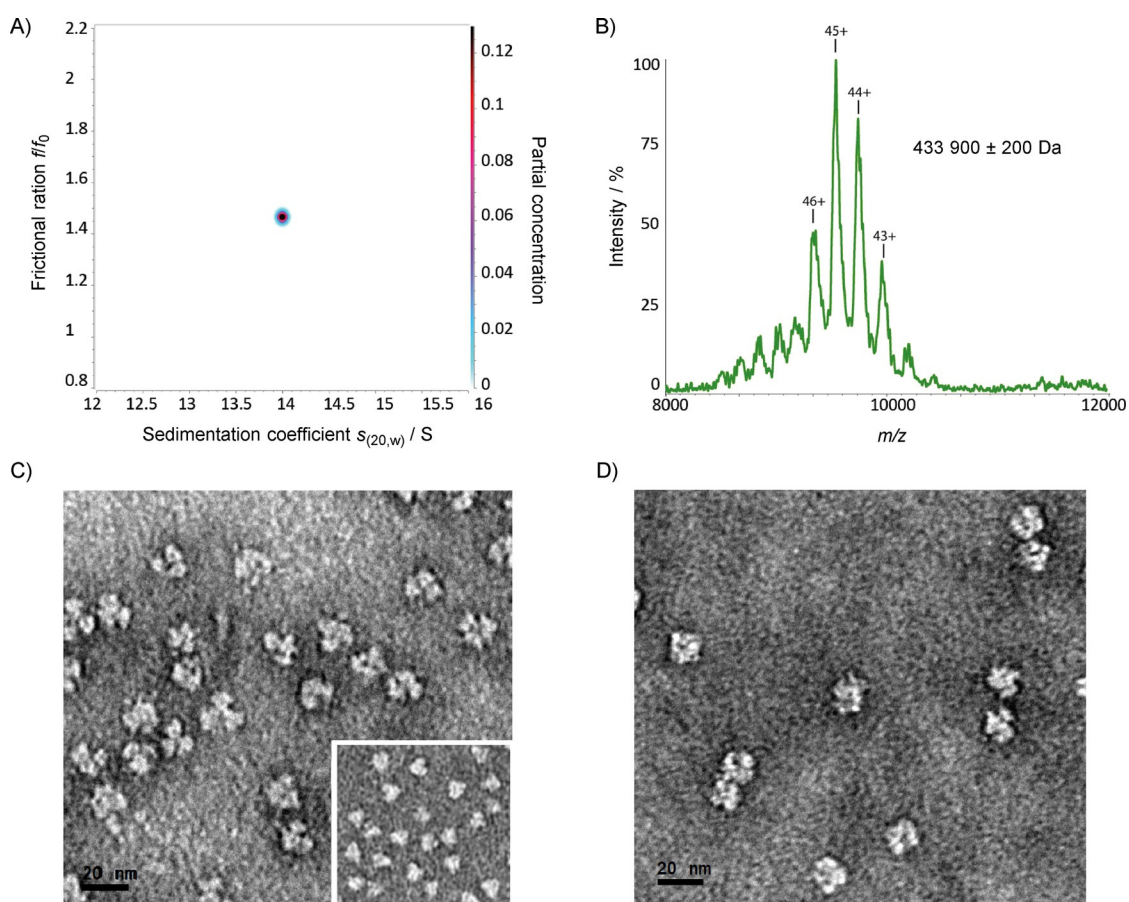 A)
2.2
2
1.8
1.6
1.4
1.2
1
0.8
Frictional ration f/f0
12 12.5 13 13.5 14 14.5 15 15.5 16
Sedimentation coefficient s(20,w) / S
0.12
0.1
0.08
0.06
0.04
0.02
0
Partial concentration
B)
45+
44+
46+
43+
433 900 ± 200 Da
100
75
50
25
0
Intensity / %
8000 10000 12000
m/z
C)
20 nm
D)
20 nm